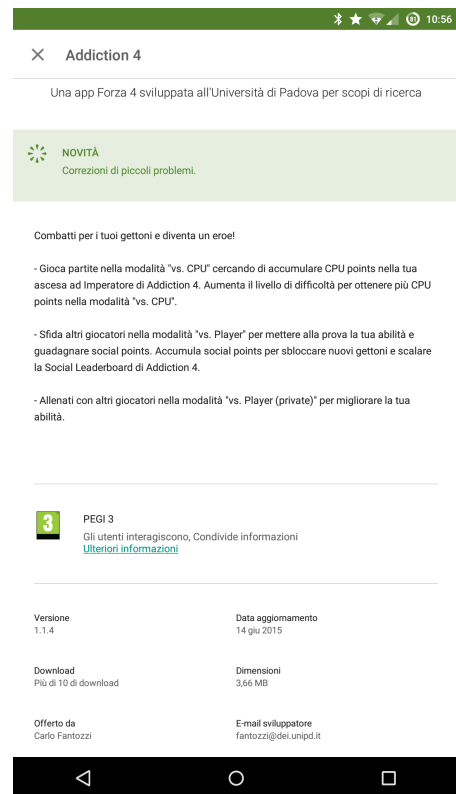 81 10:56
Addiction 4
Una app Forza 4 sviluppata all'Università di Padova per scopi di ricerca
NOVITÀ
Correzioni di piccoli problemi.
Combatti per i tuoi gettoni e diventa un eroe!
- Gioca partite nella modalità "vs. CPU" cercando di accumulare CPU points nella tua
ascesa ad Imperatore di Addiction 4. Aumenta il livello di difficoltà per ottenere più CPU
points nella modalità "vs. CPU".
- Sfida altri giocatori nella modalità "vs. Player" per mettere alla prova la tua abilità e
guadagnare social points. Accumula social points per sbloccare nuovi gettoni e scalare
la Social Leaderboard di Addiction 4.
- Allenati con altri giocatori nella modalità "vs. Player (private)" per migliorare la tua
abilità.
3
PEGI 3
Gli utenti interagiscono, Condivide informazioni
Ulteriori informazioni
Versione
1.1.4
Data aggiornamento
14 giu 2015
Download
Più di 10 di download
Dimensioni
3,66 MB
Offerto da
Carlo Fantozzi
E-mail sviluppatore
fantozzi@dei.unipd.it